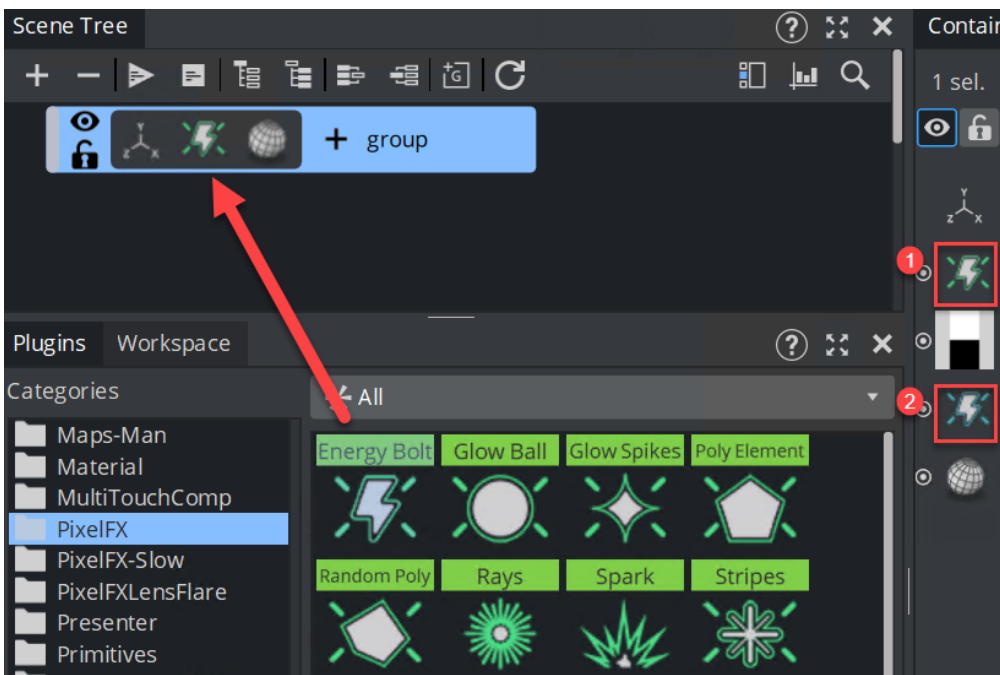 Scene Tree
Contain
1 sel.
group
1
2
Plugins
Workspace
Categories
All
Maps-Man
Material
MultiTouchComp
PixelFX
PixelFX-Slow
PixelFXLensFlare
Presenter
Primitives
Energy Bolt
Glow Ball
Glow Spikes
Poly Element
Random Poly
Rays
Spark
Stripes